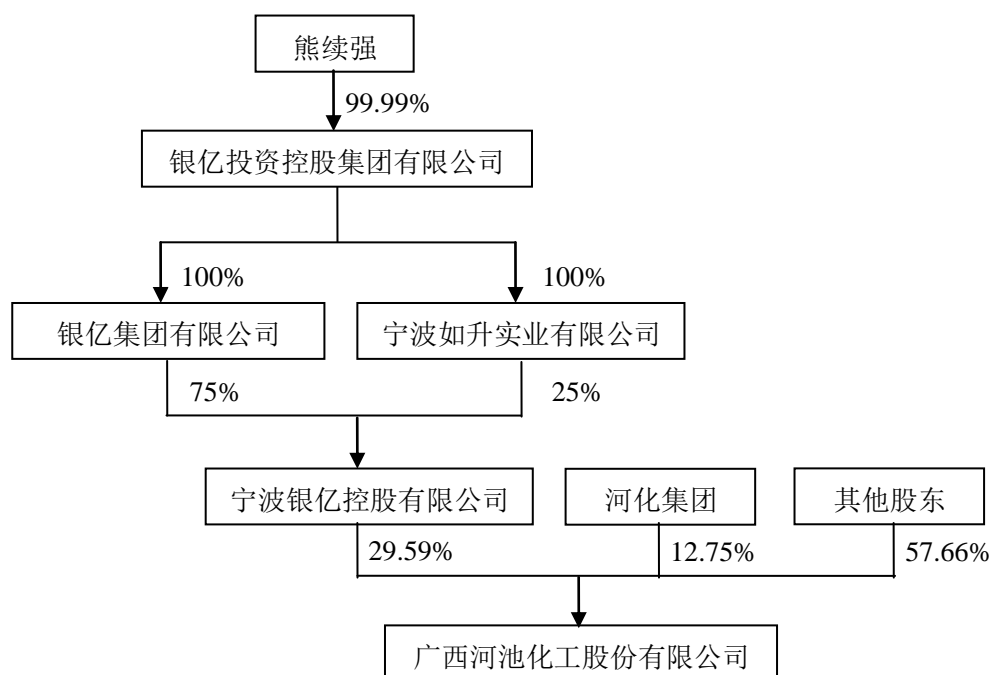 熊续强
99.99%
银亿投资控股集团有限公司
100%
100%
银亿集团有限公司
宁波如升实业有限公司
75%
25%
宁波银亿控股有限公司
河化集团
其他股东
29.59%
12.75%
57.66%
广西河池化工股份有限公司